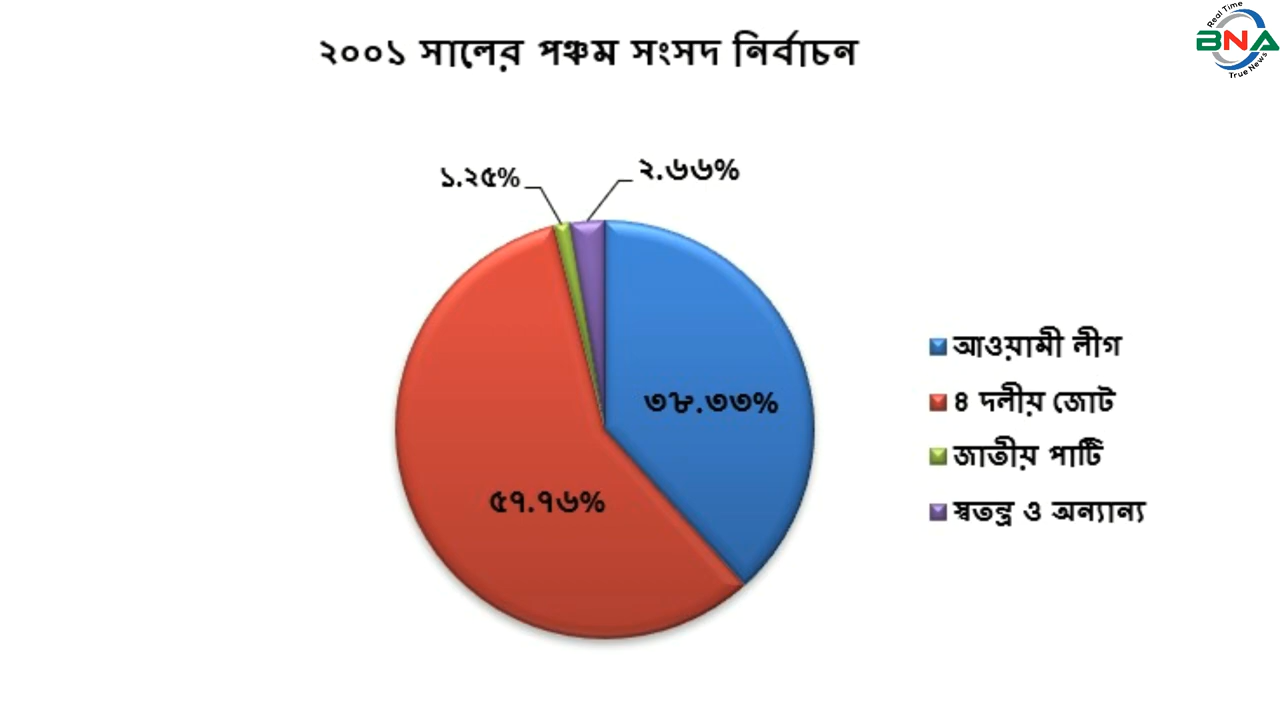 ২০০১ সালের পঞ্চম সংসদ নির্বাচন
Real Time
BNA
True News
১.২৫%
২.৬৬%
৩৮.৩৩%
৫৭.৭৬%
আওয়ামী লীগ
৪ দলীয় জোট
জাতীয় পার্টি
স্বতন্ত্র ও অন্যান্য